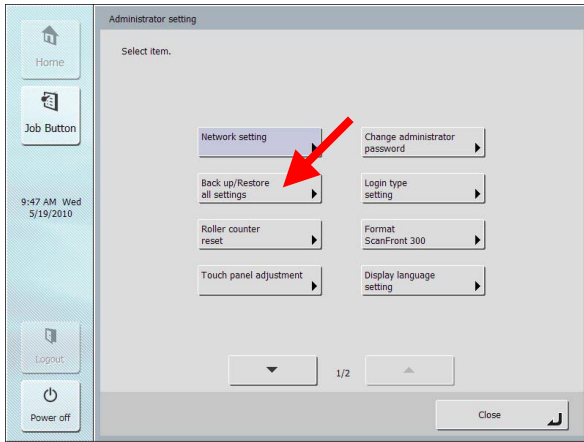 Administrator setting
Home
Select item.
Job Button
Network setting
Change administrator
password
Back up/Restore
all settings
Login type
setting
9:47 AM Wed
5/19/2010
Roller counter
reset
Format
ScanFront 300
Touch panel adjustment
Display language
setting
Logout
1/2
Power off
Close